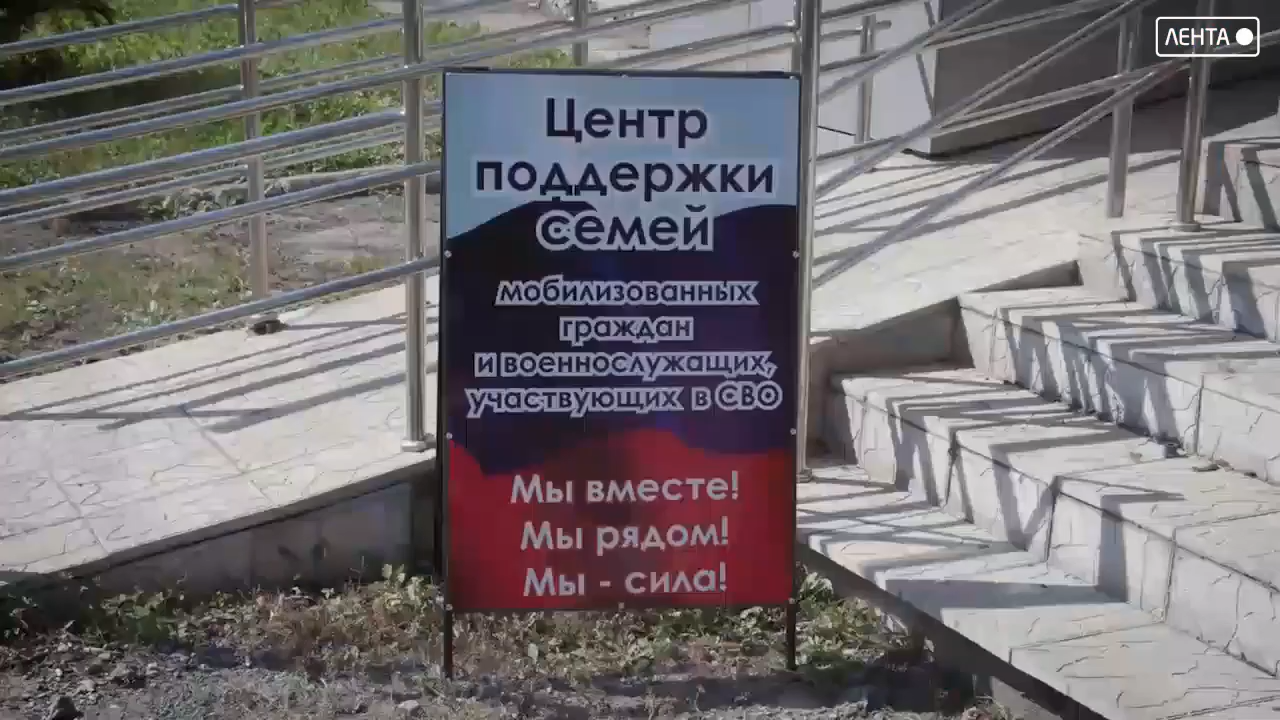 ЛЕНТА
Центр
поддержки
семей
мобилизованных
граждан
и военнослужащих,
участвующих в СВО
Мы вместе!
Мы рядом!
Мы - сила!